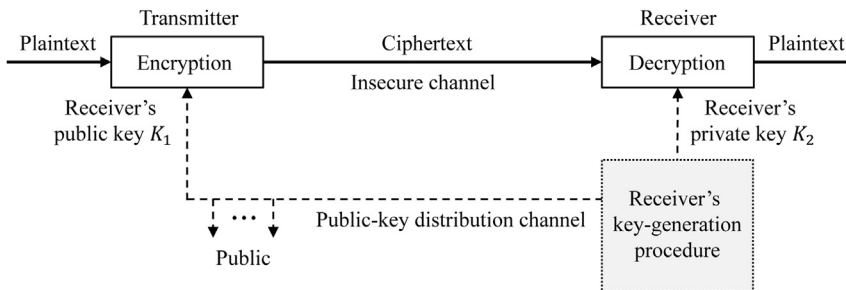 Transmitter
Receiver
Plaintext
Encryption
Ciphertext
Insecure channel
Decryption
Plaintext
Receiver's
public key K₁
Receiver's
private key K₂
Receiver's
key-generation
procedure
Public-key distribution channel
...
Public